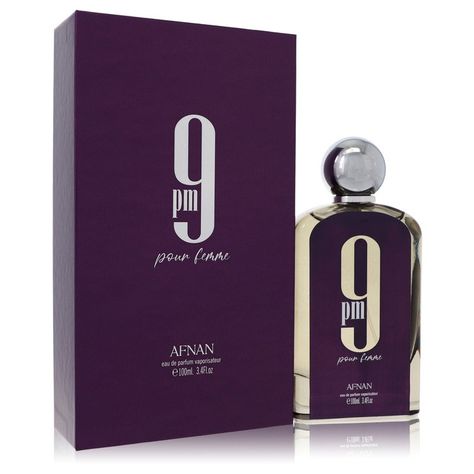 9
pm
pour femme
AFNAN
eau de parfum vaporisateur
℮100ml. 3.4Fl.oz
9
pm
pour femme
AFNAN
eau de parfum vaporisateur
℮100ml. 3.4Fl.oz